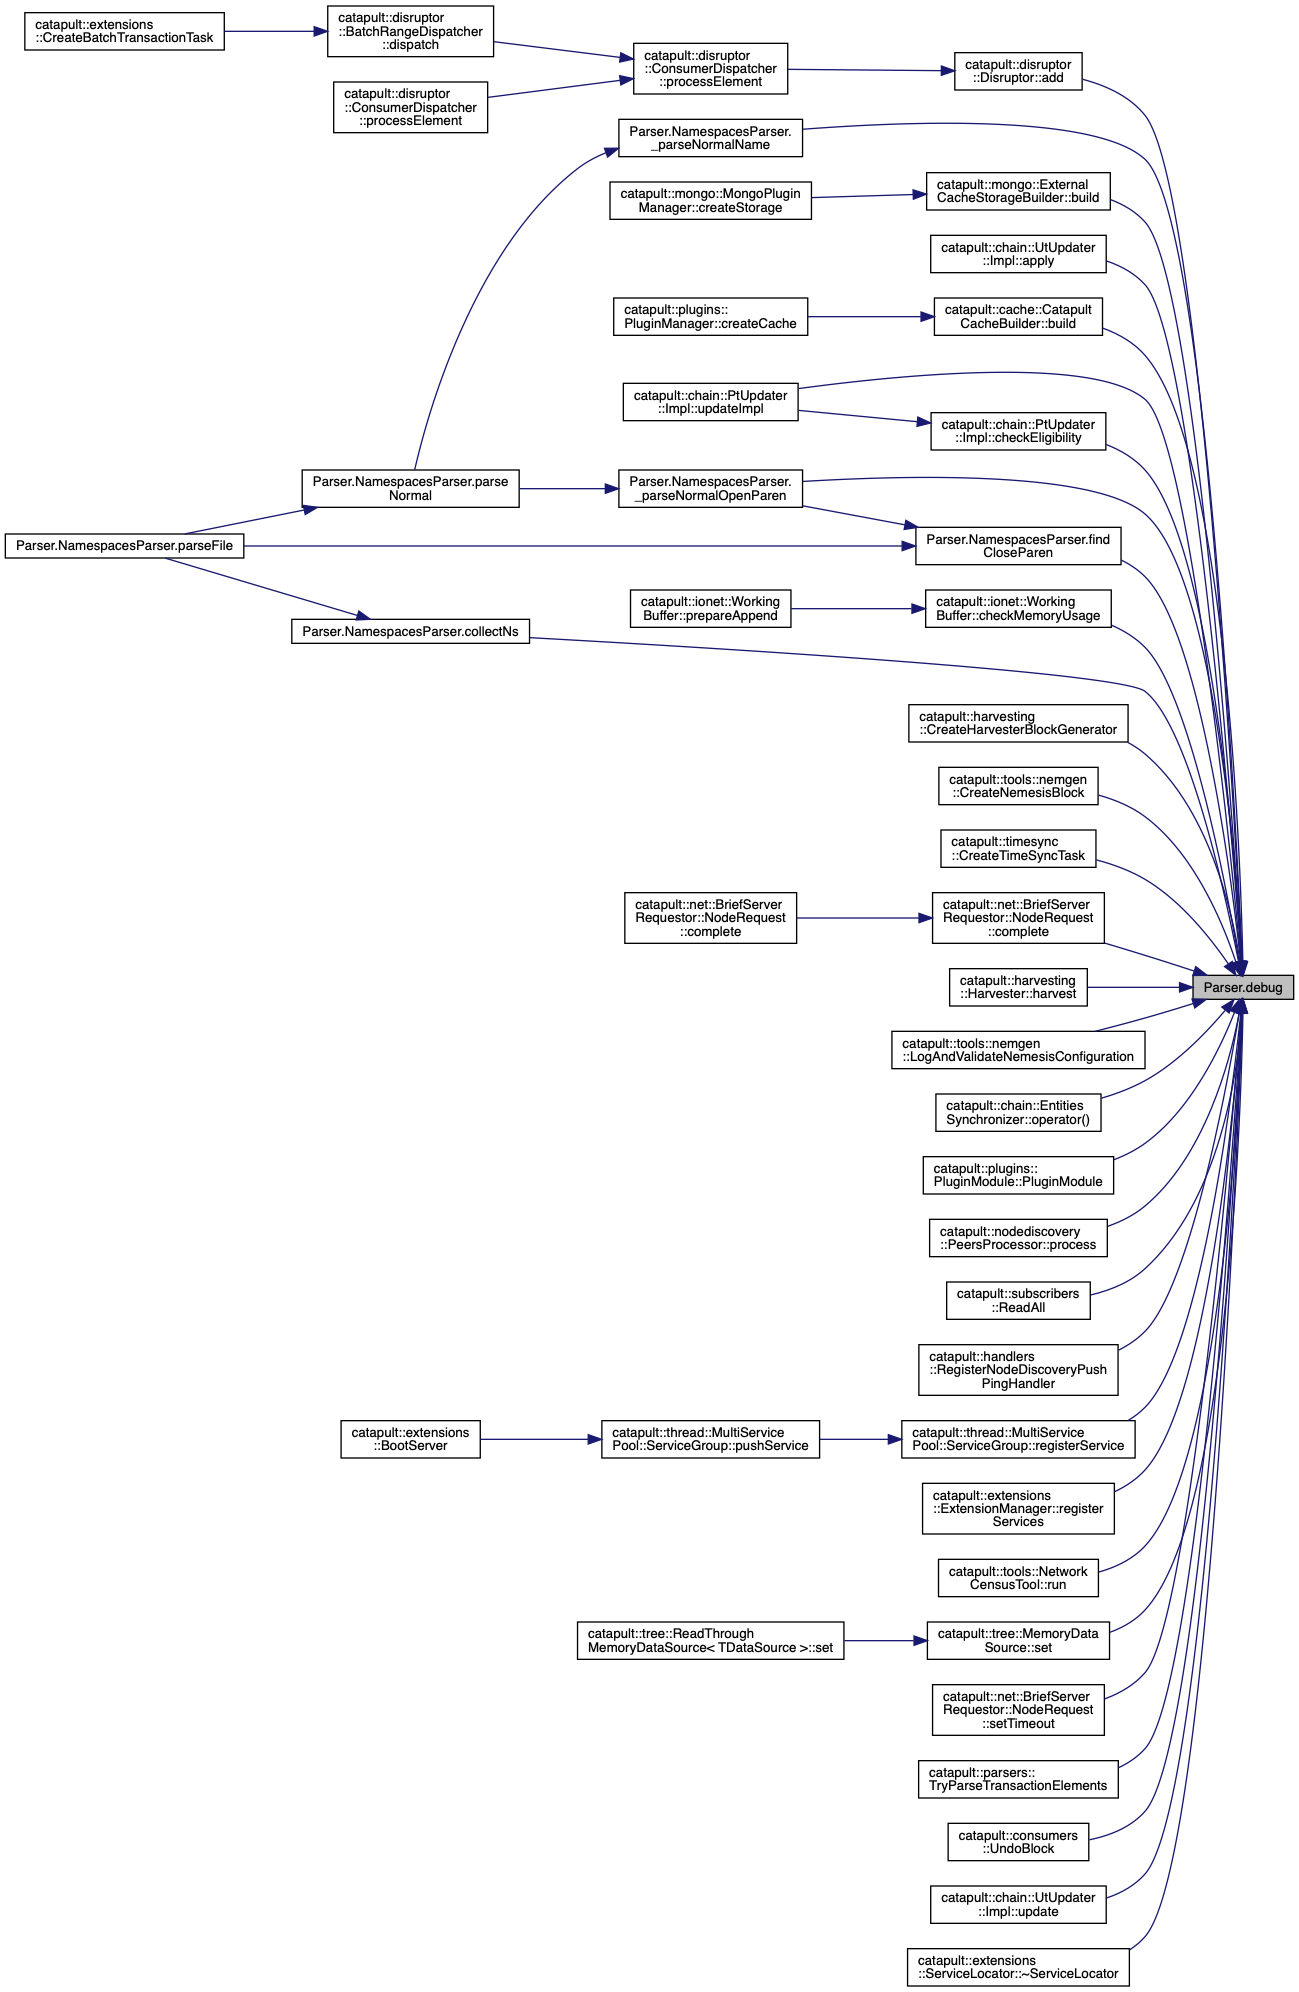 catapult::extensions
::CreateBatchTransactionTask
catapult::disruptor
::BatchRangeDispatcher
::dispatch
catapult::disruptor
::ConsumerDispatcher
::processElement
catapult::disruptor
::Disruptor::add
catapult::disruptor
::ConsumerDispatcher
::processElement
Parser.NamespacesParser.
_parseNormalName
catapult::mongo::MongoPlugin
Manager::createStorage
catapult::mongo::External
CacheStorageBuilder::build
catapult::chain::UtUpdater
::Impl::apply
catapult::plugins::
PluginManager::createCache
catapult::cache::Catapult
CacheBuilder::build
catapult::chain::PtUpdater
::Impl::updateImpl
catapult::chain::PtUpdater
::Impl::checkEligibility
Parser.NamespacesParser.parse
Normal
Parser.NamespacesParser.
_parseNormalOpenParen
Parser.NamespacesParser.parseFile
Parser.NamespacesParser.find
CloseParen
catapult::ionet::Working
Buffer::prepareAppend
catapult::ionet::Working
Buffer::checkMemoryUsage
Parser.NamespacesParser.collectNs
catapult::harvesting
::CreateHarvesterBlockGenerator
catapult::tools::nemgen
::CreateNemesisBlock
catapult::timesync
::CreateTimeSyncTask
catapult::net::BriefServer
Requestor::NodeRequest
::complete
catapult::net::BriefServer
Requestor::NodeRequest
::complete
catapult::harvesting
::Harvester::harvest
Parser.debug
catapult::tools::nemgen
::LogAndValidateNemesisConfiguration
catapult::chain::Entities
Synchronizer::operator()
catapult::plugins::
PluginModule::PluginModule
catapult::nodediscovery
::PeersProcessor::process
catapult::subscribers
::ReadAll
catapult::handlers
::RegisterNodeDiscoveryPush
PingHandler
catapult::extensions
::BootServer
catapult::thread::MultiService
Pool::ServiceGroup::pushService
catapult::thread::MultiService
Pool::ServiceGroup::registerService
catapult::extensions
::ExtensionManager::register
Services
catapult::tools::Network
CensusTool::run
catapult::tree::ReadThrough
MemoryDataSource< TDataSource >::set
catapult::tree::MemoryData
Source::set
catapult::net::BriefServer
Requestor::NodeRequest
::setTimeout
catapult::parsers::
TryParseTransactionElements
catapult::consumers
::UndoBlock
catapult::chain::UtUpdater
::Impl::update
catapult::extensions
::ServiceLocator::~ServiceLocator